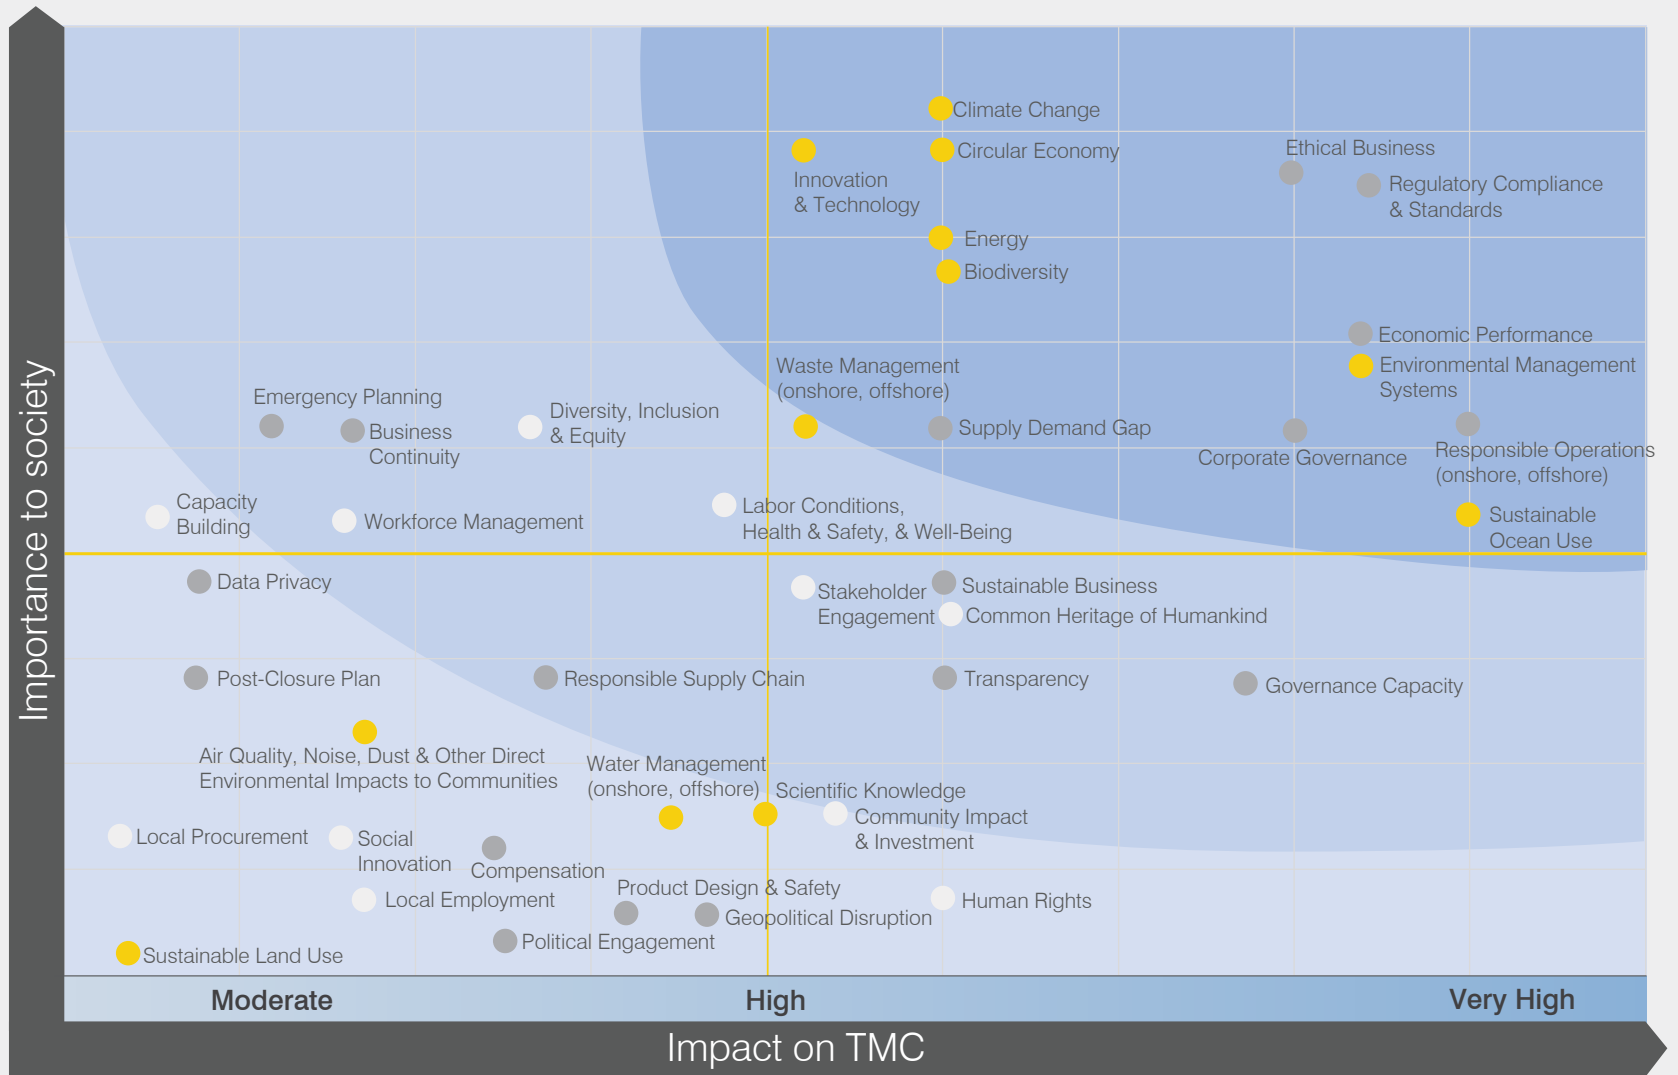 Importance to society
Climate Change
Circular Economy
Innovation
& Technology
Ethical Business
Regulatory Compliance
& Standards
Energy
Biodiversity
Economic Performance
Environmental Management
Systems
Waste Management
(onshore, offshore)
Emergency Planning
Business
Continuity
Diversity, Inclusion
& Equity
Supply Demand Gap
Corporate Governance
Responsible Operations
(onshore, offshore)
Capacity
Building
Workforce Management
Labor Conditions,
Health & Safety, & Well-Being
Sustainable
Ocean Use
Data Privacy
Stakeholder
Engagement
Sustainable Business
Common Heritage of Humankind
Post-Closure Plan
Responsible Supply Chain
Transparency
Governance Capacity
Air Quality, Noise, Dust & Other Direct
Environmental Impacts to Communities
Water Management
(onshore, offshore)
Scientific Knowledge
Community Impact
& Investment
Local Procurement
Social
Innovation
Compensation
Local Employment
Product Design & Safety
Geopolitical Disruption
Human Rights
Political Engagement
Sustainable Land Use
Moderate
High
Very High
Impact on TMC